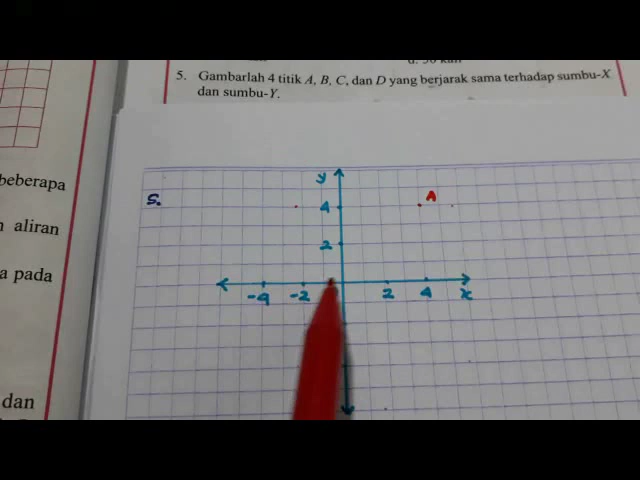 5. Gambarlah 4 titik A, B, C, dan D yang berjarak sama terhadap sumbu-X
dan sumbu-Y.
beberapa
aliran
a pada
dan
5.
y
4
A
2
-4 -2 2 4 x